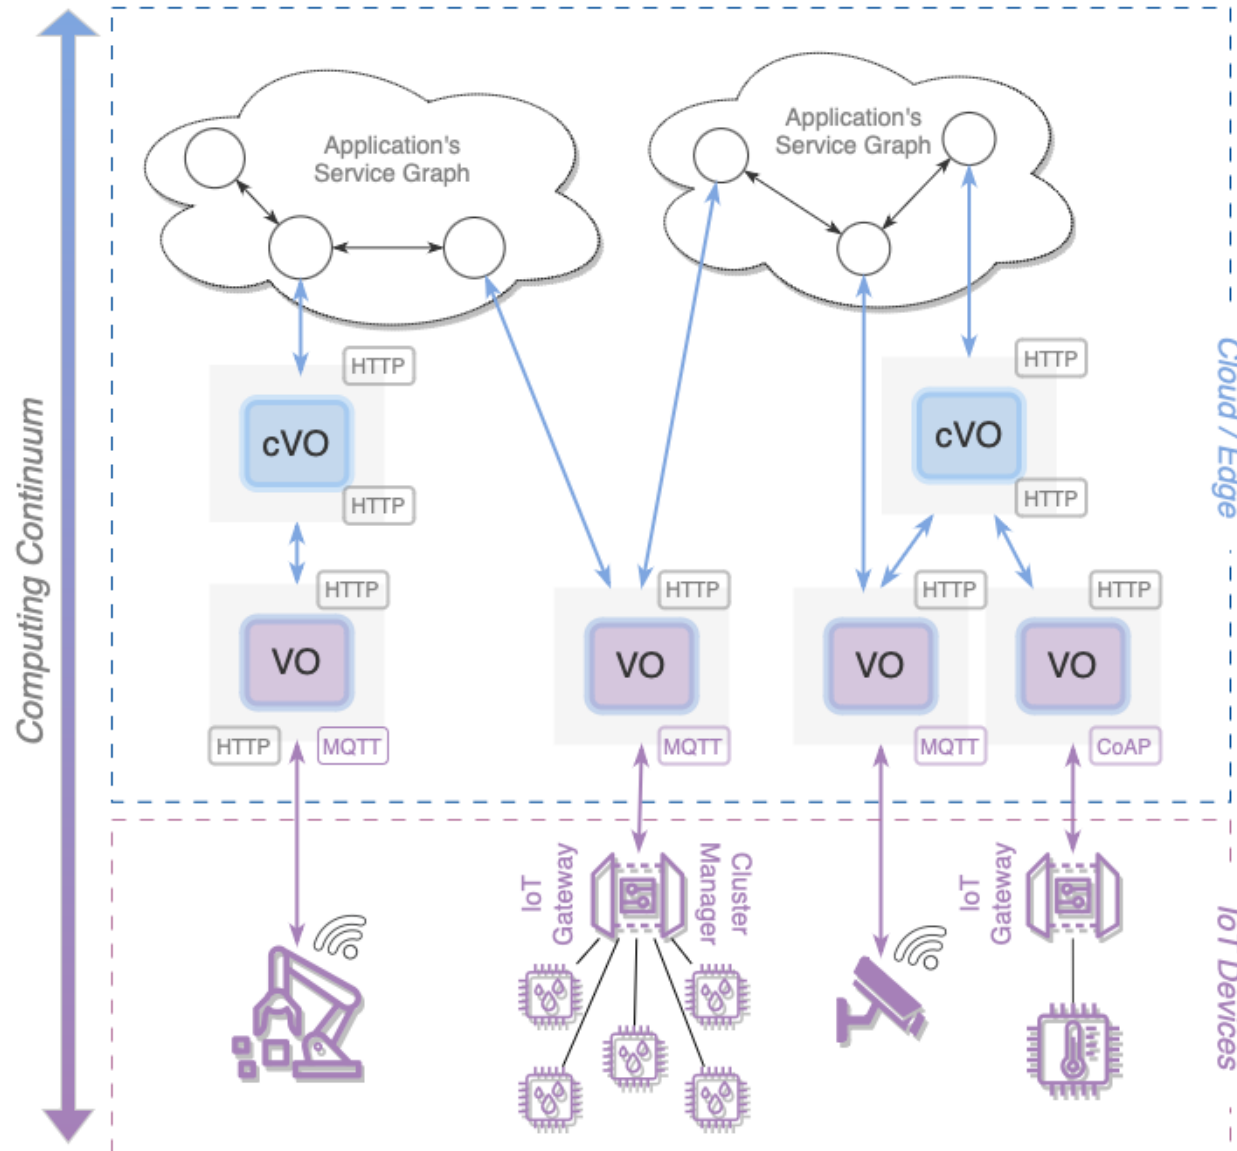 Application's
Service Graph
Application's
Service Graph
HTTP
HTTP
cVO
cVO
HTTP
HTTP
Computing Continuum
Cloud / Edge
HTTP
HTTP
HTTP
HTTP
VO
VO
VO
VO
HTTP
MQTT
MQTT
MQTT
CoAP
IoT
Gateway
Cluster
Manager
IoT
Gateway
IoT Devices